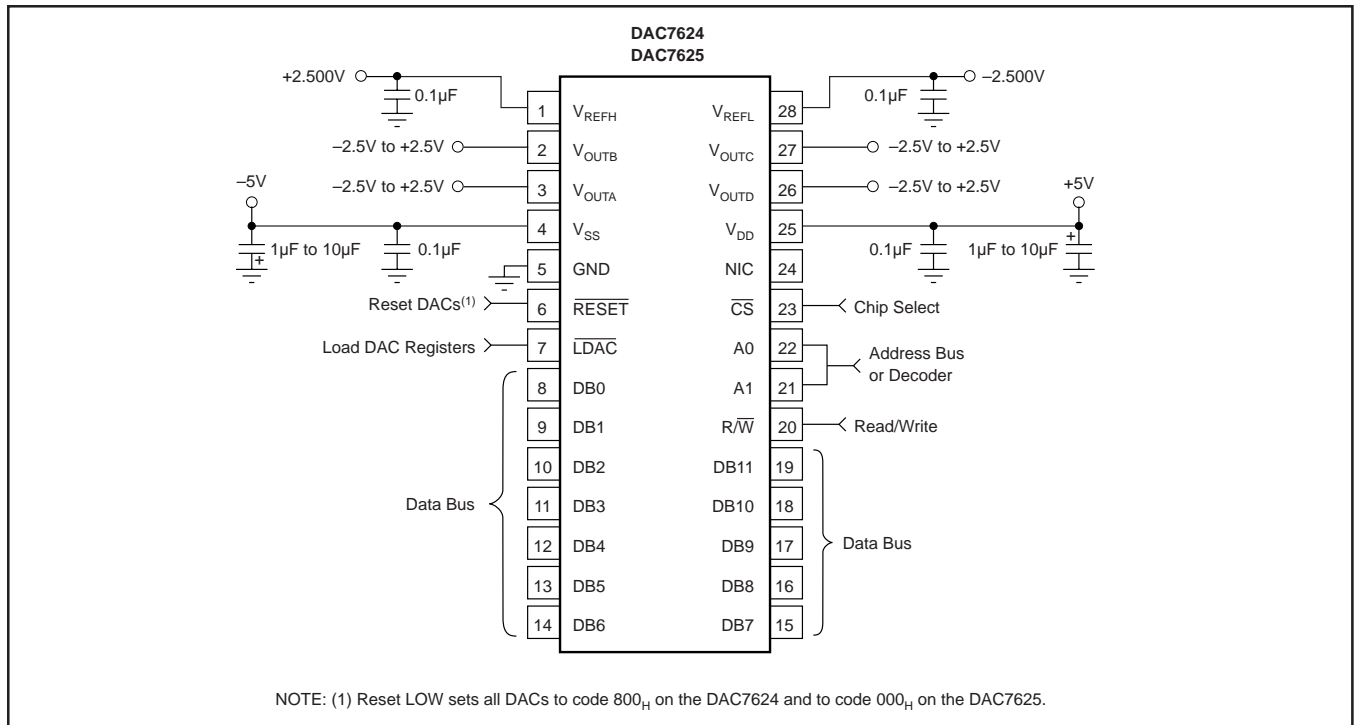 DAC7624
DAC7625
+2.500V
0.1µF
–2.500V
0.1µF
1 VREFH VREFL 28
–2.5V to +2.5V 2 VOUTB VOUTC 27 –2.5V to +2.5V
–2.5V to +2.5V 3 VOUTA VOUTD 26 –2.5V to +2.5V
–5V
+5V
4 VSS VDD 25
1µF to 10µF
+
0.1µF
0.1µF
1µF to 10µF
+
5 GND NIC 24
Reset DACs(1) 6 RESET CS 23 Chip Select
Load DAC Registers 7 LDAC A0 22
Address Bus
or Decoder
8 DB0 A1 21
9 DB1 R/W 20 Read/Write
10 DB2 DB11 19
Data Bus 11 DB3 DB10 18
12 DB4 DB9 17 Data Bus
13 DB5 DB8 16
14 DB6 DB7 15
NOTE: (1) Reset LOW sets all DACs to code 800H on the DAC7624 and to code 000H on the DAC7625.